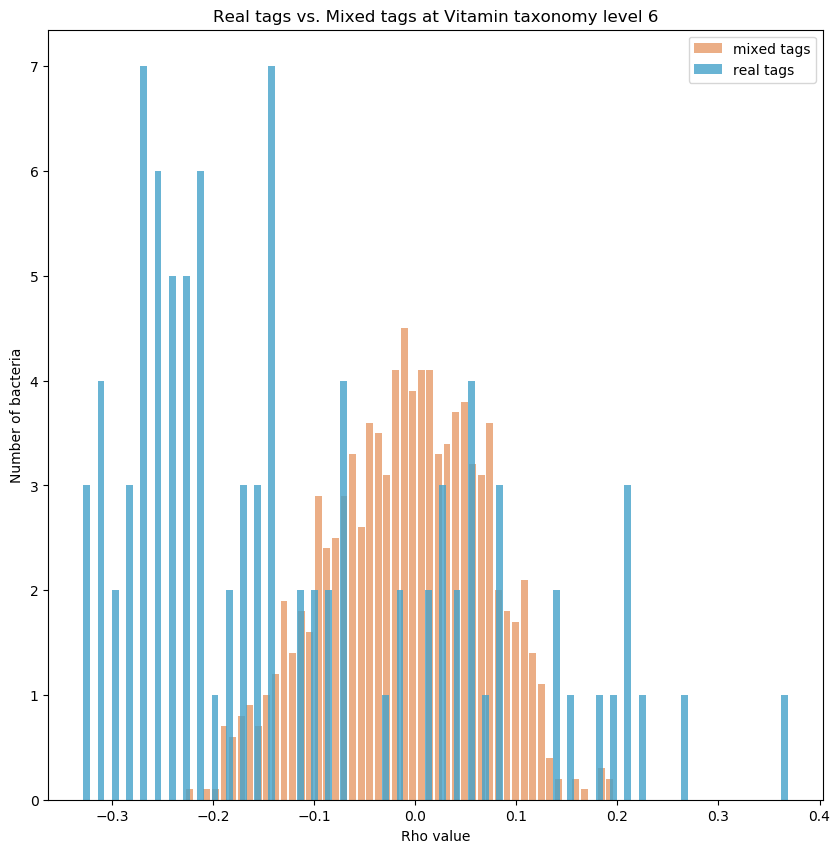 Real tags vs. Mixed tags at Vitamin taxonomy level 6
mixed tags
real tags
7
6
5
4
3
2
1
0
Number of bacteria
−0.3 −0.2 −0.1 0.0 0.1 0.2 0.3 0.4
Rho value